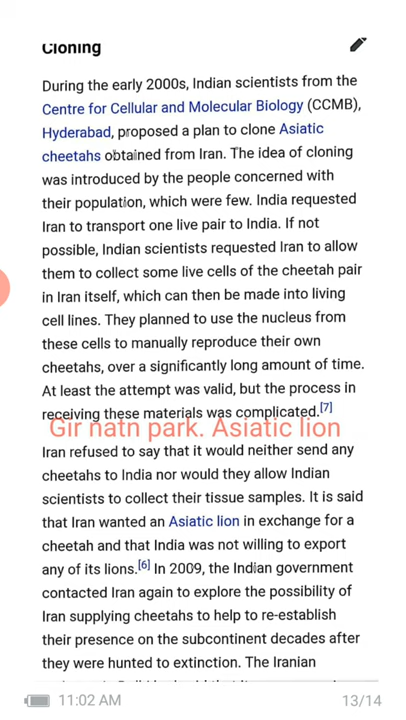 Cloning
During the early 2000s, Indian scientists from the
Centre for Cellular and Molecular Biology (CCMB),
Hyderabad, proposed a plan to clone Asiatic
cheetahs obtained from Iran. The idea of cloning
was introduced by the people concerned with
their population, which were few. India requested
Iran to transport one live pair to India. If not
possible, Indian scientists requested Iran to allow
them to collect some live cells of the cheetah pair
in Iran itself, which can then be made into living
cell lines. They planned to use the nucleus from
these cells to manually reproduce their own
cheetahs, over a significantly long amount of time.
At least the attempt was valid, but the process in
receiving these materials was complicated.[7]
Gir natn park. Asiatic lion
Iran refused to say that it would neither send any
cheetahs to India nor would they allow Indian
scientists to collect their tissue samples. It is said
that Iran wanted an Asiatic lion in exchange for a
cheetah and that India was not willing to export
any of its lions.[6] In 2009, the Indian government
contacted Iran again to explore the possibility of
Iran supplying cheetahs to help to re-establish
their presence on the subcontinent decades after
they were hunted to extinction. The Iranian
11:02 AM
13/14